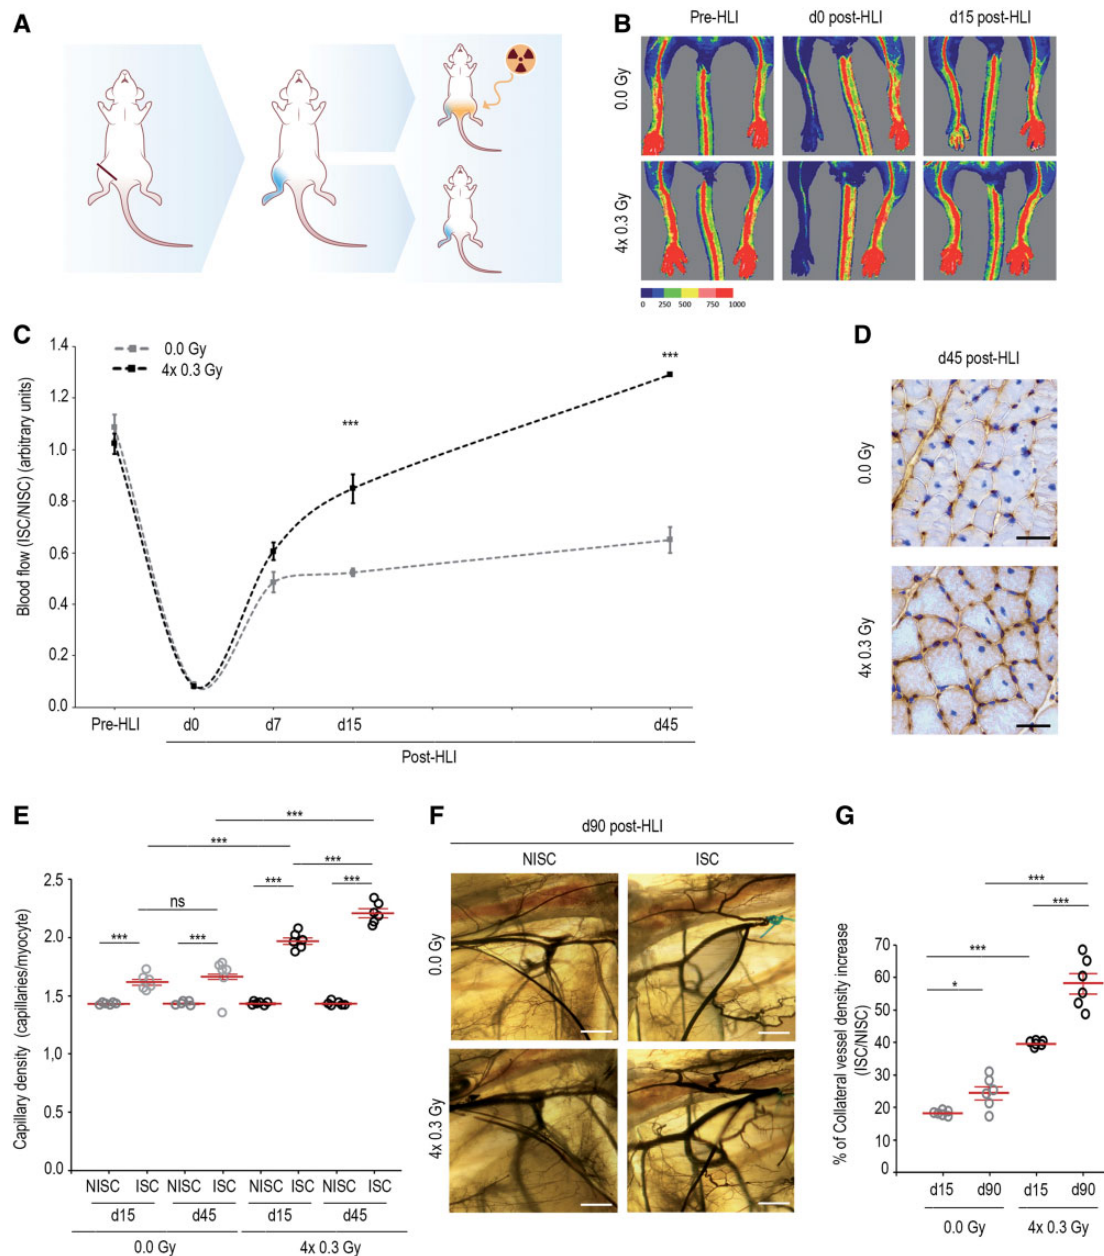 A
B
Pre-HLI d0 post-HLI d15 post-HLI
0.0 Gy
4x 0.3 Gy
0 250 500 750 1000
C
0.0 Gy
4x 0.3 Gy
Blood flow (ISC/NISC) (arbitrary units)
1.4
1.2
1.0
0.8
0.6
0.4
0.2
0.0
***
***
Pre-HLI d0 d7 d15 d45
Post-HLI
D
d45 post-HLI
0.0 Gy
4x 0.3 Gy
E
Capillary density (capillaries/myocyte)
2.5
2.0
1.5
1,0
0.5
0.0
***
***
***
ns
*** *** *** ***
NISC ISC NISC ISC NISC ISC NISC ISC
d15 d45 d15 d45
0.0 Gy 4x 0.3 Gy
F
d90 post-HLI
NISC ISC
0.0 Gy
4x 0.3 Gy
G
% of Collateral vessel density increase
(ISC/NISC)
70
60
50
40
30
20
10
0
***
***
***
*
d15 d90 d15 d90
0.0 Gy 4x 0.3 Gy